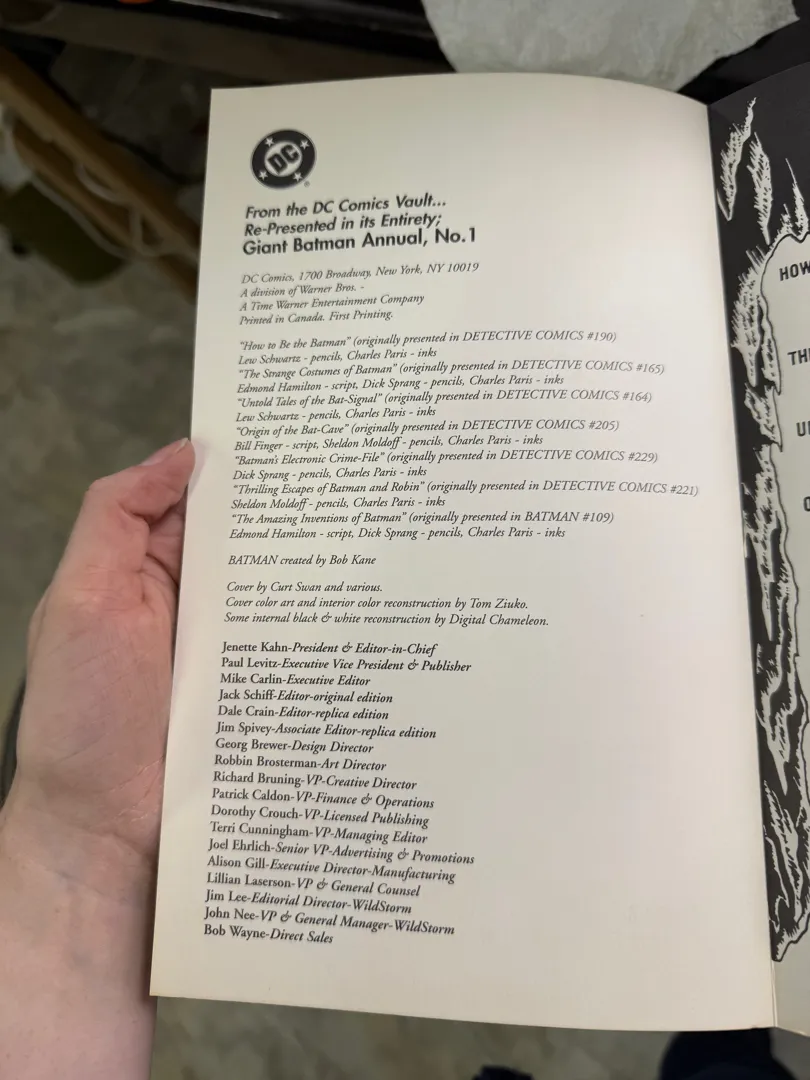 DC
From the DC Comics Vault...
Re-Presented in its Entirety;
Giant Batman Annual, No.1
DC Comics, 1700 Broadway, New York, NY 10019
A division of Warner Bros. -
A Time Warner Entertainment Company
Printed in Canada. First Printing.
"How to Be the Batman" (originally presented in DETECTIVE COMICS #190)
Lew Schwartz - pencils, Charles Paris - inks
"The Strange Costumes of Batman" (originally presented in DETECTIVE COMICS #165)
Edmond Hamilton - script, Dick Sprang - pencils, Charles Paris - inks
"Untold Tales of the Bat-Signal" (originally presented in DETECTIVE COMICS #164)
Lew Schwartz - pencils, Charles Paris - inks
"Origin of the Bat-Cave" (originally presented in DETECTIVE COMICS #205)
Bill Finger - script, Sheldon Moldoff - pencils, Charles Paris - inks
"Batman's Electronic Crime-File" (originally presented in DETECTIVE COMICS #229)
Dick Sprang - pencils, Charles Paris - inks
"Thrilling Escapes of Batman and Robin" (originally presented in DETECTIVE COMICS #221)
Sheldon Moldoff - pencils, Charles Paris - inks
"The Amazing Inventions of Batman" (originally presented in BATMAN #109)
Edmond Hamilton - script, Dick Sprang - pencils, Charles Paris - inks
BATMAN created by Bob Kane
Cover by Curt Swan and various.
Cover color art and interior color reconstruction by Tom Ziuko.
Some internal black & white reconstruction by Digital Chameleon.
Jenette Kahn-President & Editor-in-Chief
Paul Levitz-Executive Vice President & Publisher
Mike Carlin-Executive Editor
Jack Schiff-Editor-original edition
Dale Crain-Editor-replica edition
Jim Spivey-Associate Editor-replica edition
Georg Brewer-Design Director
Robbin Brosterman-Art Director
Richard Bruning-VP-Creative Director
Patrick Caldon-VP-Finance & Operations
Dorothy Crouch-VP-Licensed Publishing
Terri Cunningham-VP-Managing Editor
Joel Ehrlich-Senior VP-Advertising & Promotions
Alison Gill-Executive Director-Manufacturing
Lillian Laserson-VP & General Counsel
Jim Lee-Editorial Director-WildStorm
John Nee-VP & General Manager-WildStorm
Bob Wayne-Direct Sales
HOW